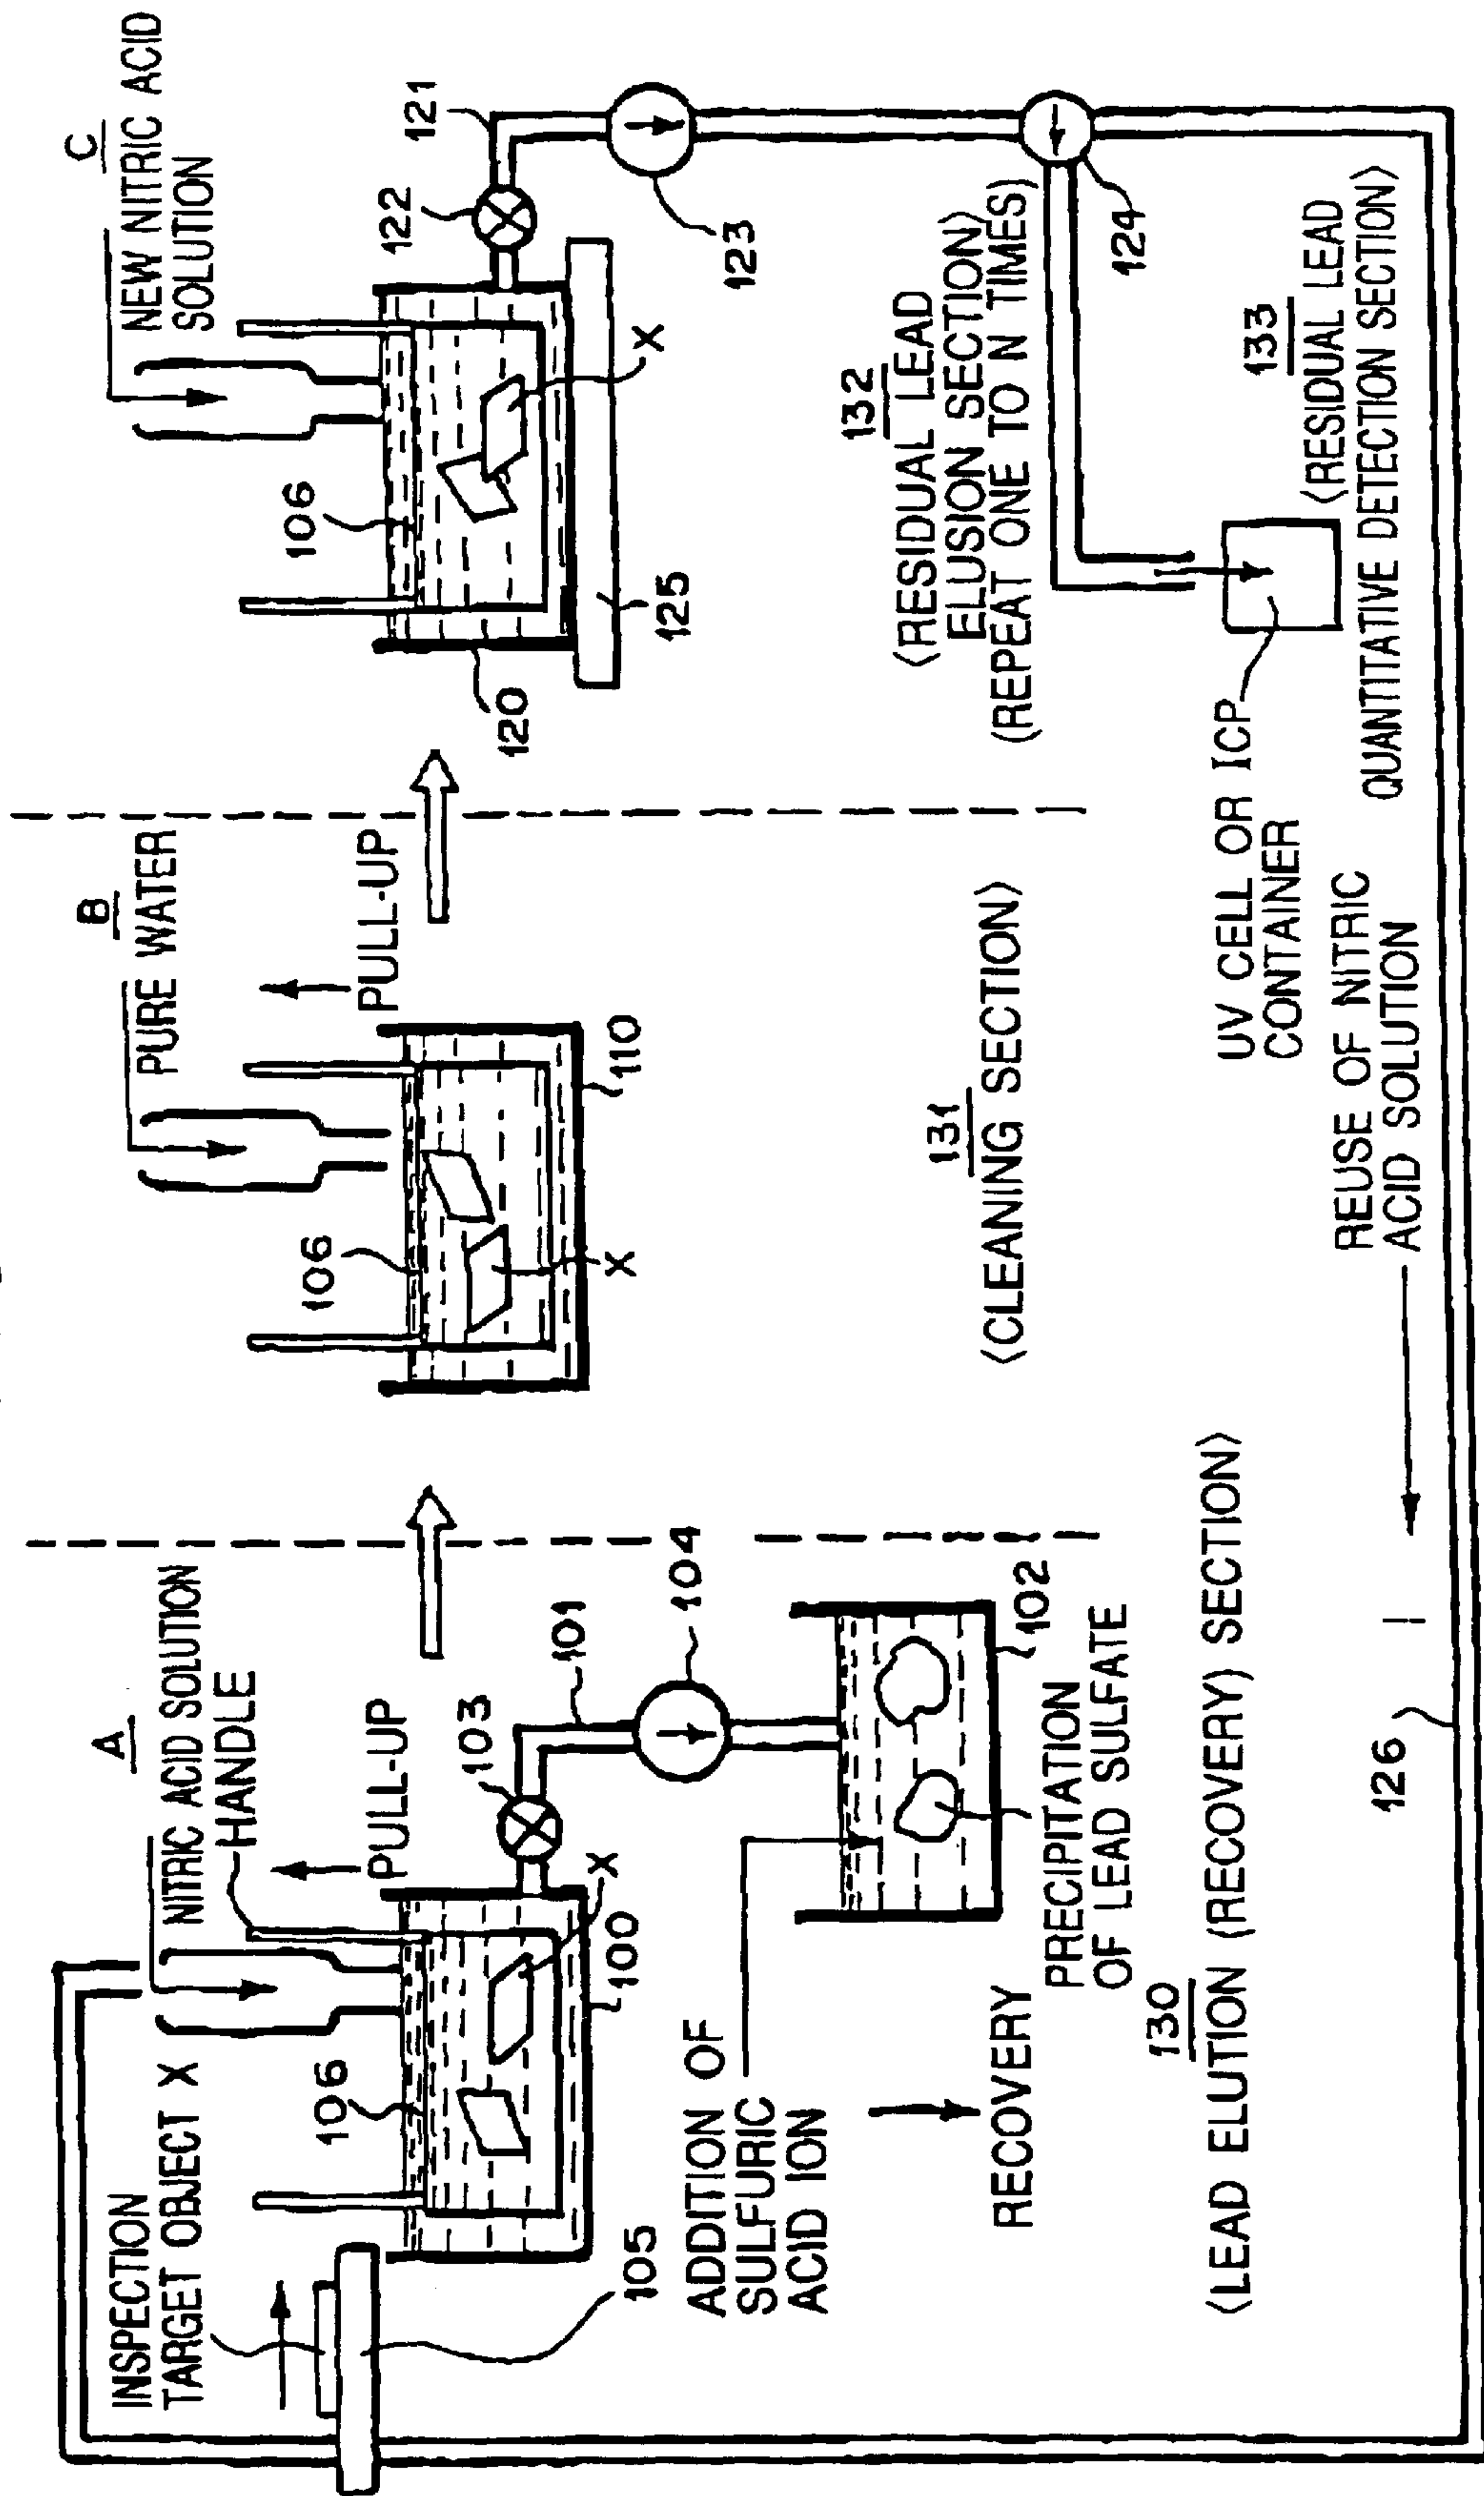 A
NITRIC ACID SOLUTION
HANDLE
INSPECTION
TARGET OBJECT X
106
PULL-UP
103
101
104
X
100
105
ADDITION OF
SULFURIC
ACID ION
RECOVERY
102
PRECIPITATION
OF LEAD SULFATE
130
(LEAD ELUTION (RECOVERY) SECTION)
B
PURE WATER
PULL-UP
106
110
X
131
(CLEANING SECTION)
C
NEW NITRIC ACID
SOLUTION
106
122
121
120
125
X
123
132
(RESIDUAL LEAD
ELUSION SECTION)
(REPEAT ONE TO N TIMES)
124
UV CELL OR ICP
CONTAINER
133
(RESIDUAL LEAD
QUANTITATIVE DETECTION SECTION)
REUSE OF NITRIC
ACID SOLUTION
126